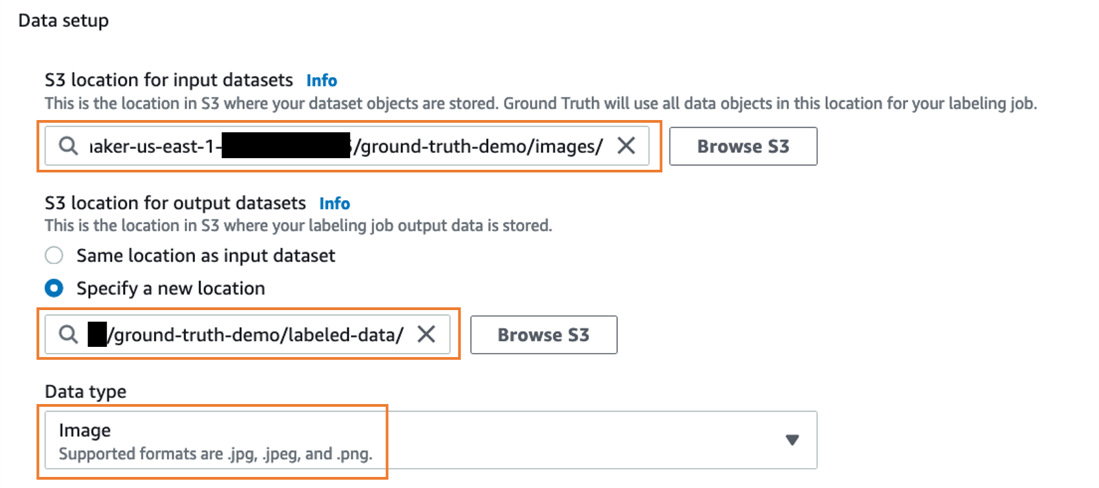 Data setup
S3 location for input datasets Info
This is the location in S3 where your dataset objects are stored. Ground Truth will use all data objects in this location for your labeling job.
aker-us-east-1- /ground-truth-demo/images/ Browse S3
S3 location for output datasets Info
This is the location in S3 where your labeling job output data is stored.
Same location as input dataset
Specify a new location
/ground-truth-demo/labeled-data/ Browse S3
Data type
Image
Supported formats are .jpg, .jpeg, and .png.